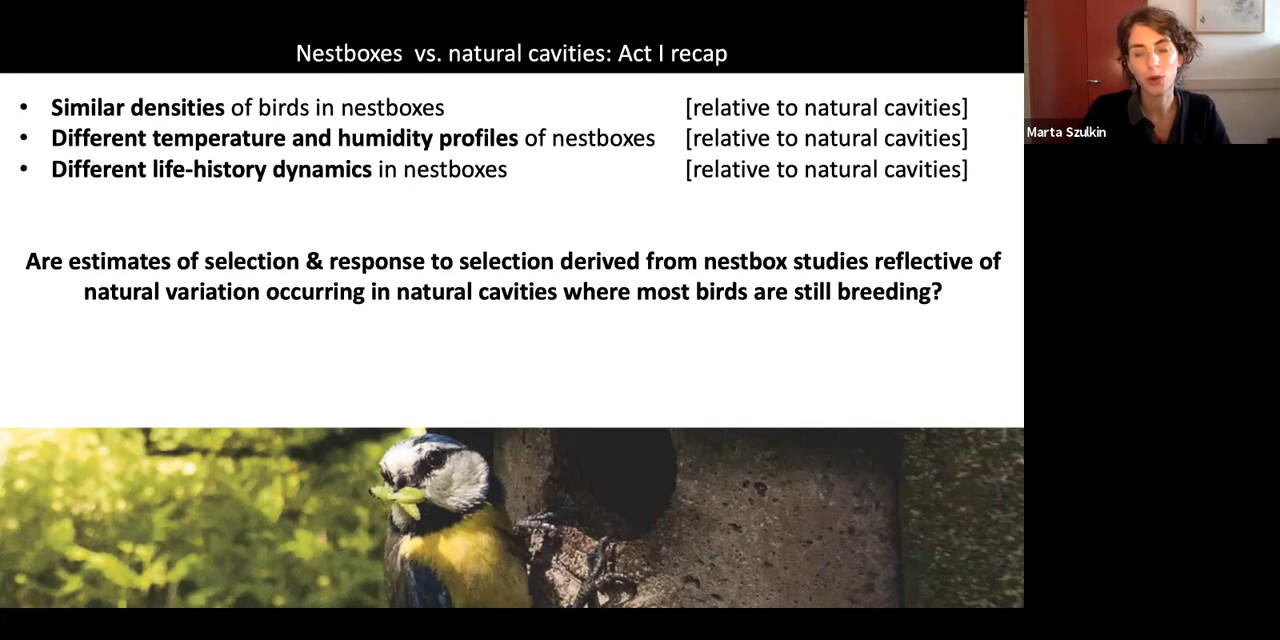 Nestboxes vs. natural cavities: Act I recap
• Similar densities of birds in nestboxes [relative to natural cavities]
• Different temperature and humidity profiles of nestboxes [relative to natural cavities]
• Different life-history dynamics in nestboxes [relative to natural cavities]
Are estimates of selection & response to selection derived from nestbox studies reflective of
natural variation occurring in natural cavities where most birds are still breeding?
Marta Szulkin